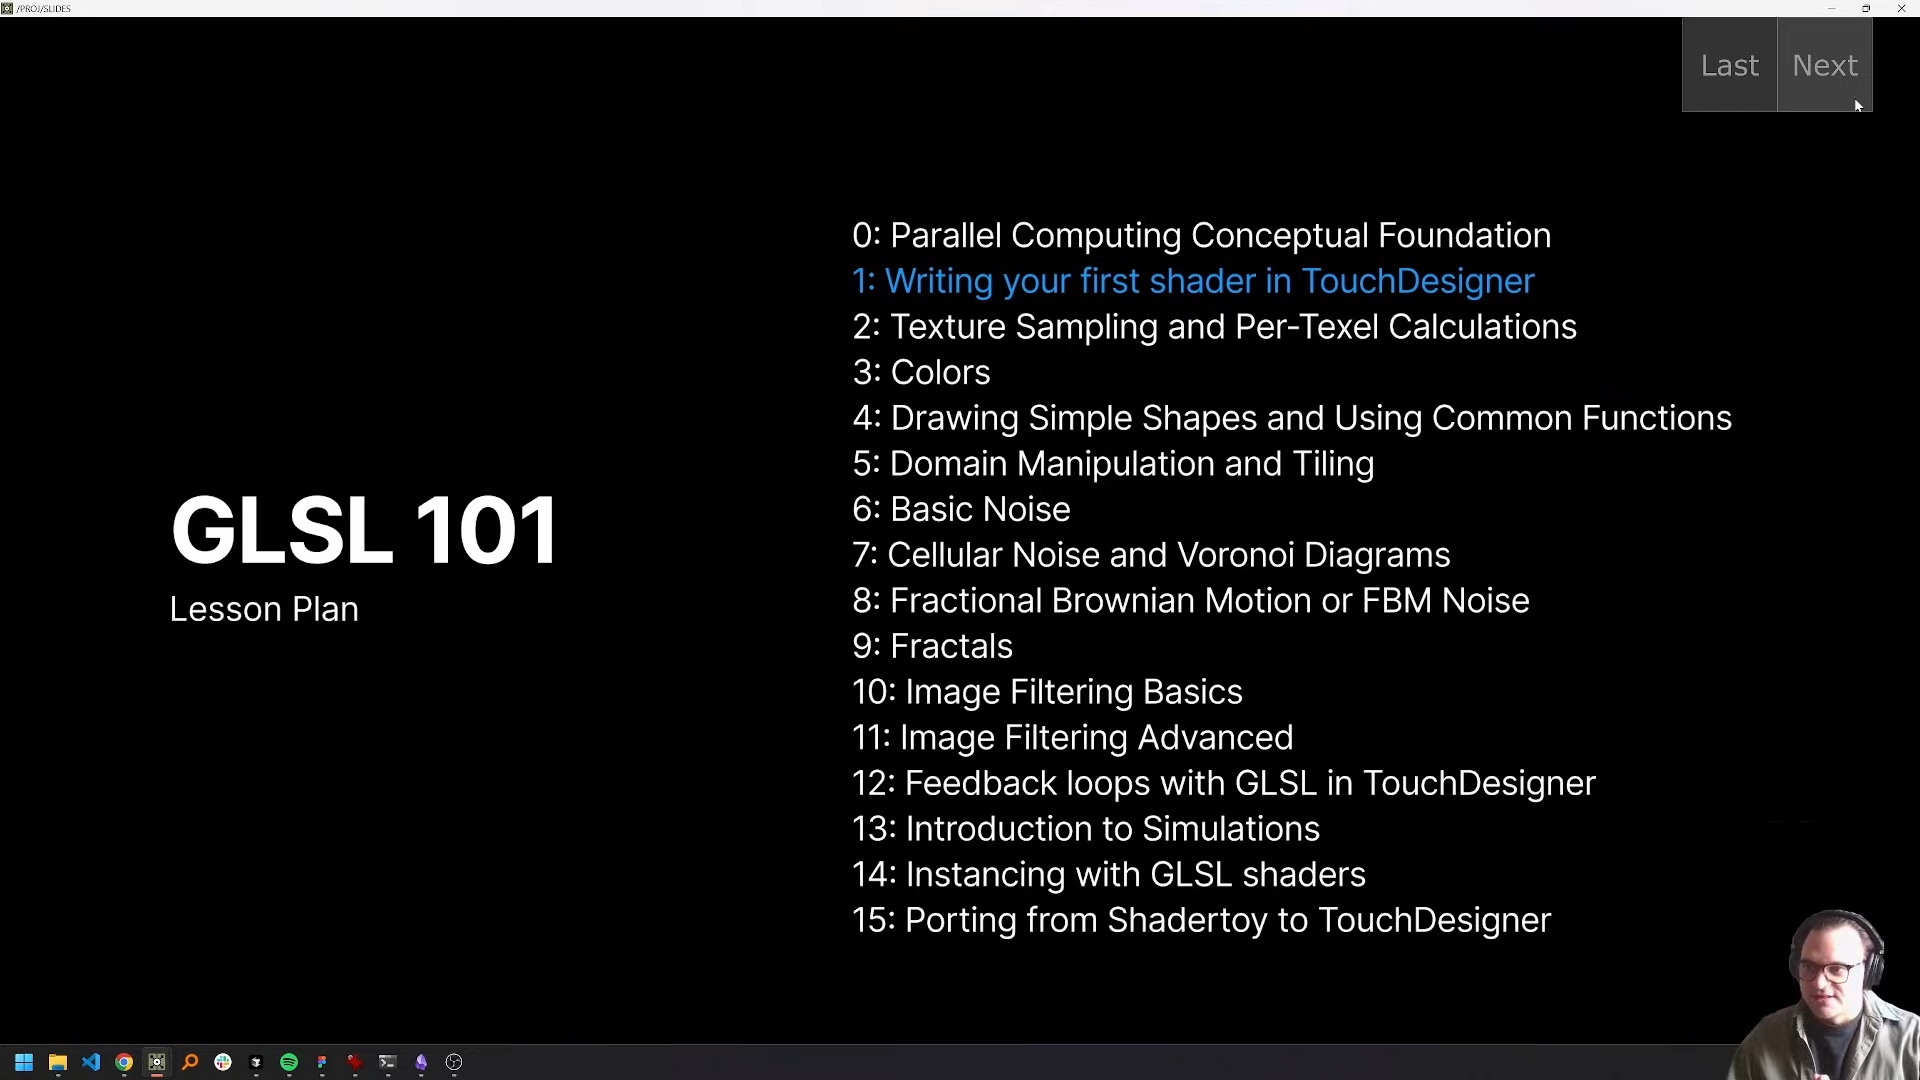 /PROJ/SLIDES
Last
Next
0: Parallel Computing Conceptual Foundation
1: Writing your first shader in TouchDesigner
2: Texture Sampling and Per-Texel Calculations
3: Colors
4: Drawing Simple Shapes and Using Common Functions
5: Domain Manipulation and Tiling
6: Basic Noise
7: Cellular Noise and Voronoi Diagrams
8: Fractional Brownian Motion or FBM Noise
9: Fractals
10: Image Filtering Basics
11: Image Filtering Advanced
12: Feedback loops with GLSL in TouchDesigner
13: Introduction to Simulations
14: Instancing with GLSL shaders
15: Porting from Shadertoy to TouchDesigner
GLSL 101
Lesson Plan